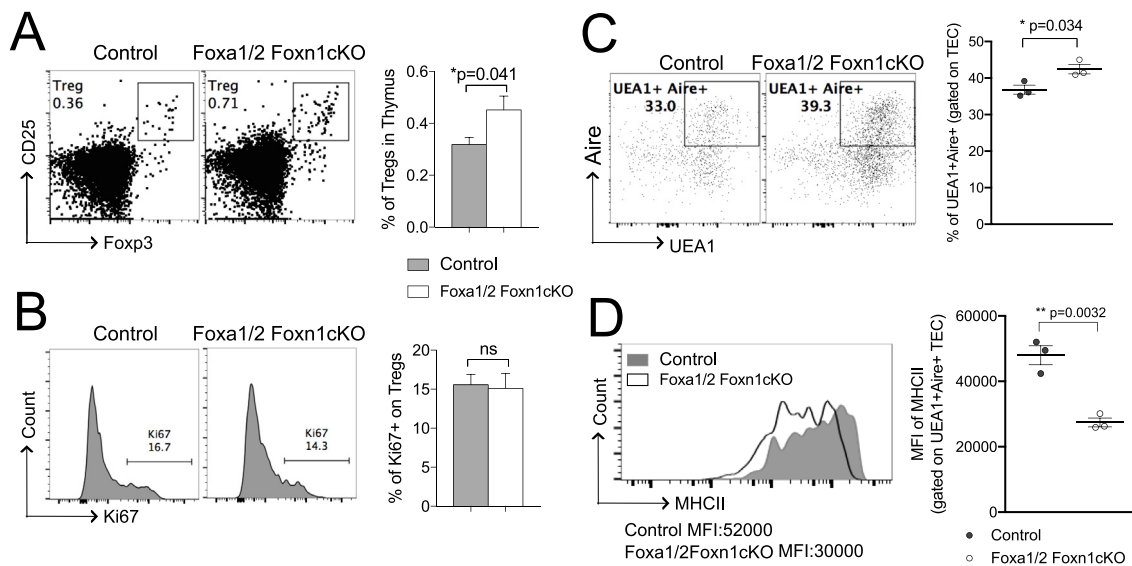 A
Control
Foxa1/2 Foxn1cKO
Treg
0.36
Treg
0.71
CD25
Foxp3
*p=0.041
% of Tregs in Thymus
0.6
0.4
0.2
0.0
Control
Foxa1/2 Foxn1cKO
B
Control
Foxa1/2 Foxn1cKO
Ki67
16.7
Ki67
14.3
Count
Ki67
ns
% of Ki67+ on Tregs
20
15
10
5
0
C
Control
Foxa1/2 Foxn1cKO
UEA1+ Aire+
33.0
UEA1+ Aire+
39.3
Aire
UEA1
* p=0.034
% of UEA1+Aire+ (gated on TEC)
50
40
30
20
10
0
D
Control
Foxa1/2 Foxn1cKO
Count
MHCII
Control MFI:52000
Foxa1/2Foxn1cKO MFI:30000
** p=0.0032
MFI of MHCII
(gated on UEA1+Aire+ TEC)
60000
40000
20000
0
Control
Foxa1/2 Foxn1cKO